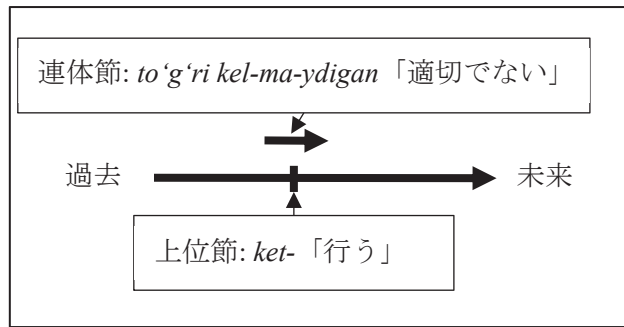 連体節: to‘g‘ri kel-ma-ydigan「適切でない」
過去 未来
上位節: ket-「行う」